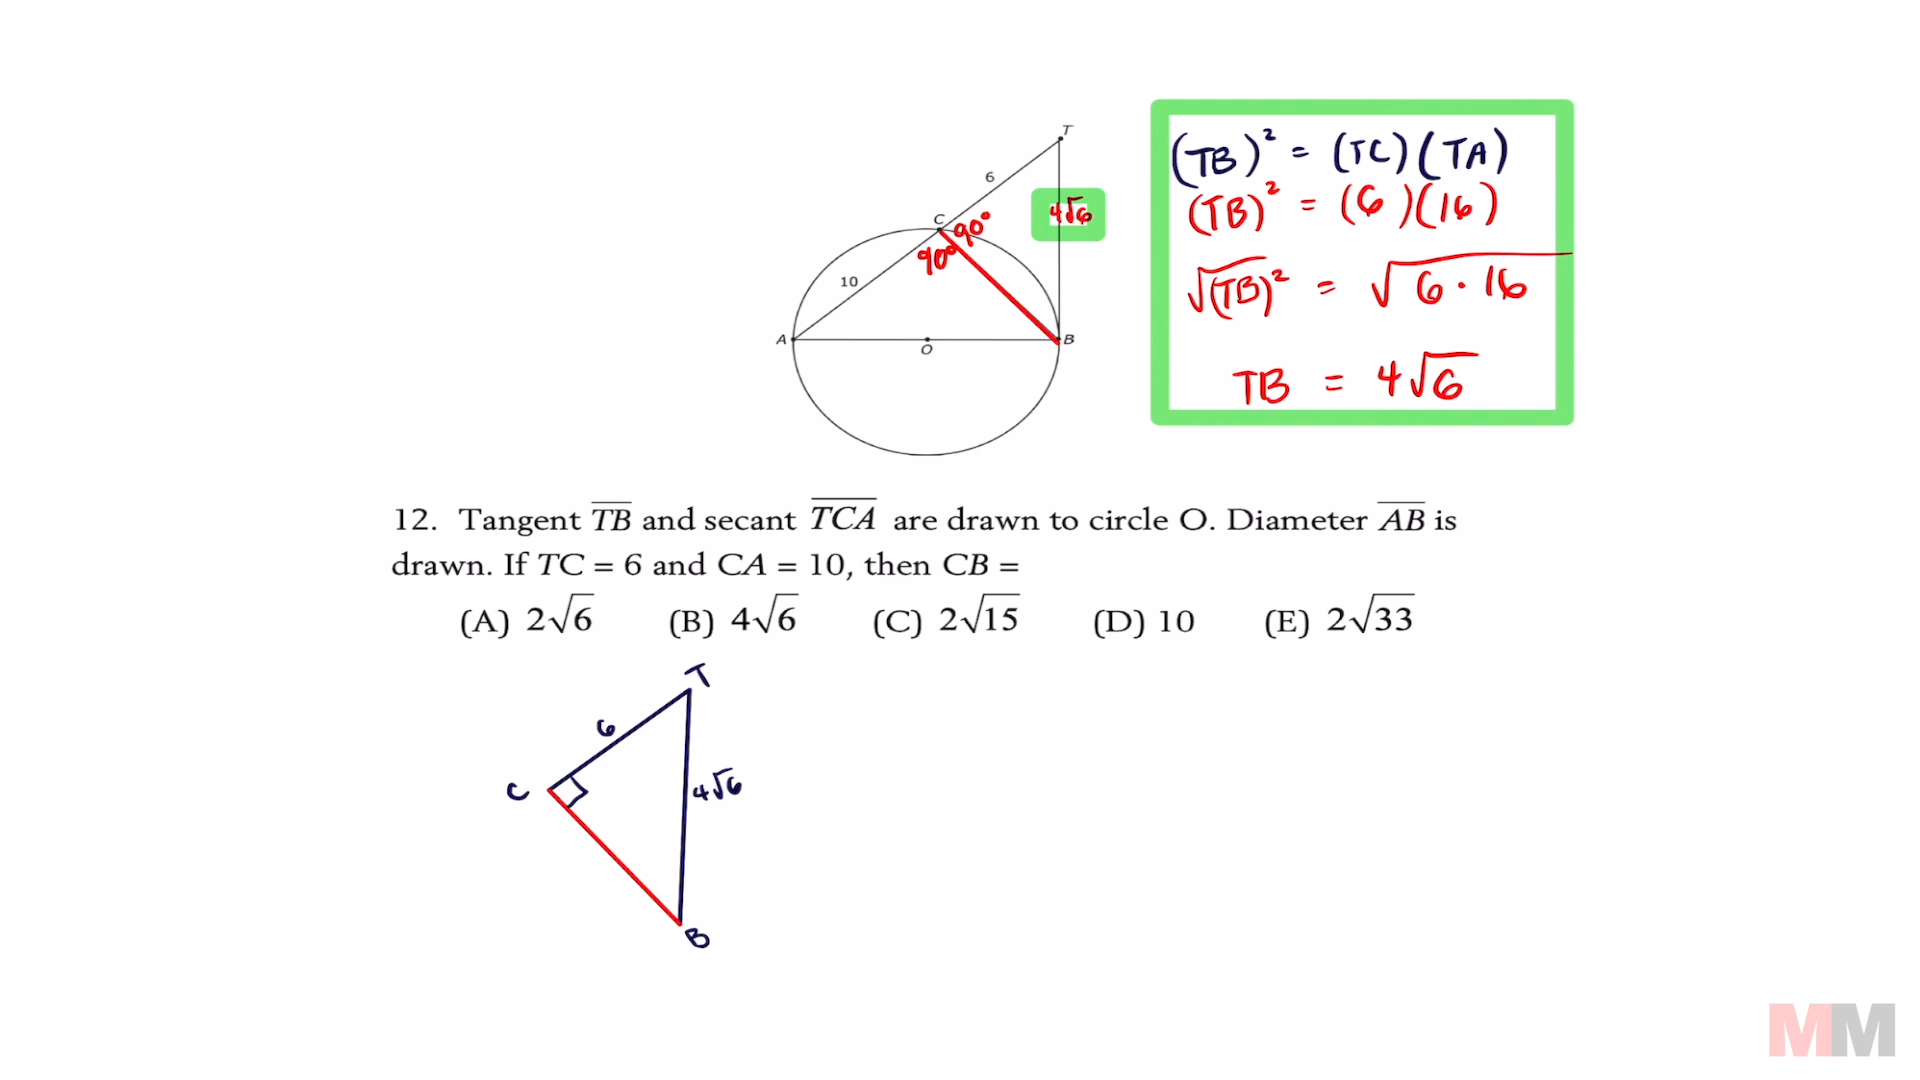 T
6
C 90°
4√6
90°
10
A
O
B
(TB)² = (TC)(TA)
(TB)² = (6)(16)
√(TB)² = √6·16
TB = 4√6
12. Tangent TB and secant TCA are drawn to circle O. Diameter AB is
drawn. If TC = 6 and CA = 10, then CB =
(A) 2√6 (B) 4√6 (C) 2√15 (D) 10 (E) 2√33
T
6
C
4√6
B
MM